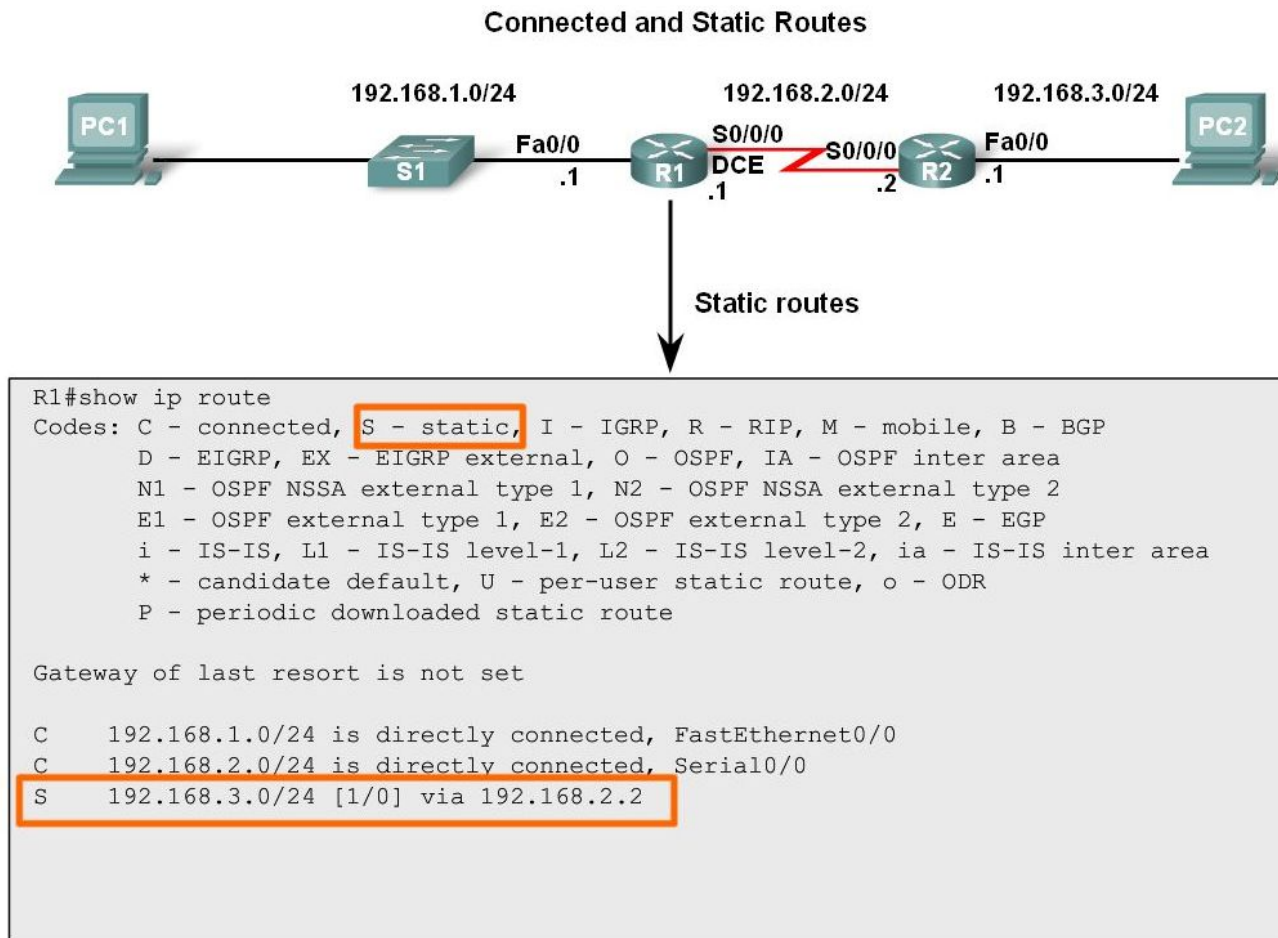 Connected and Static Routes
192.168.1.0/24
192.168.2.0/24
192.168.3.0/24
PC1
S1
Fa0/0
.1
R1
S0/0/0
DCE
.1
S0/0/0
.2
R2
Fa0/0
.1
PC2
Static routes
R1#show ip route
Codes: C - connected, S - static, I - IGRP, R - RIP, M - mobile, B - BGP
D - EIGRP, EX - EIGRP external, O - OSPF, IA - OSPF inter area
N1 - OSPF NSSA external type 1, N2 - OSPF NSSA external type 2
E1 - OSPF external type 1, E2 - OSPF external type 2, E - EGP
i - IS-IS, L1 - IS-IS level-1, L2 - IS-IS level-2, ia - IS-IS inter area
* - candidate default, U - per-user static route, o - ODR
P - periodic downloaded static route
Gateway of last resort is not set
C 192.168.1.0/24 is directly connected, FastEthernet0/0
C 192.168.2.0/24 is directly connected, Serial0/0
S 192.168.3.0/24 [1/0] via 192.168.2.2